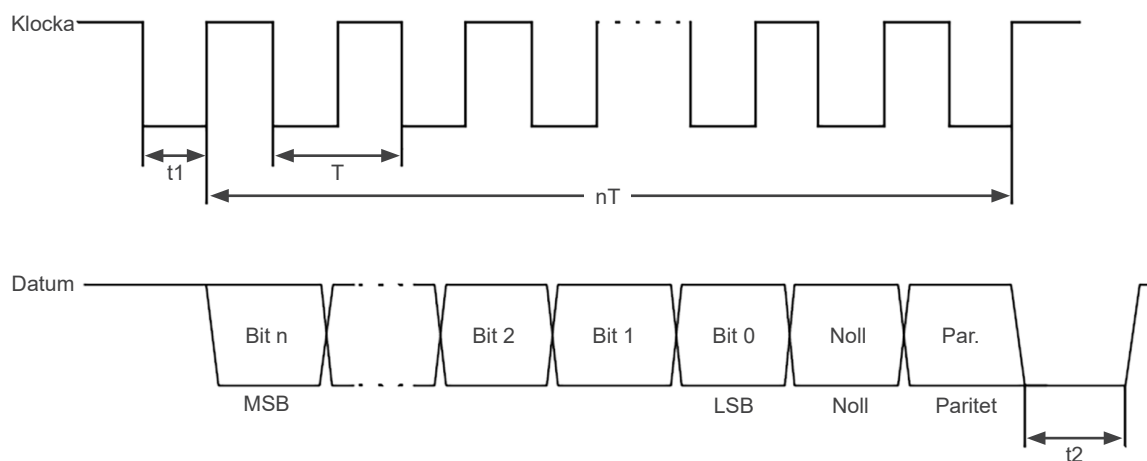 Klocka
t1
T
nT
Datum
Bit n
Bit 2
Bit 1
Bit 0
Noll
Par.
MSB
LSB
Noll
Paritet
t2